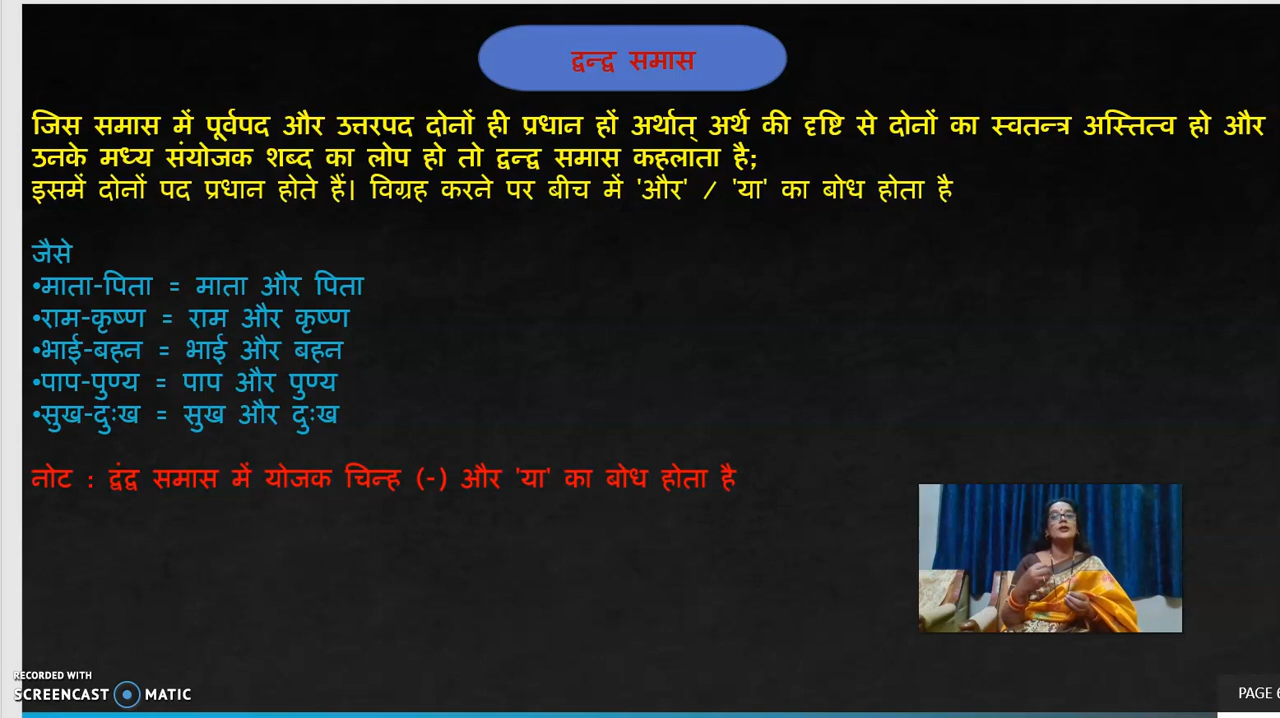 द्वन्द्व समास
जिस समास में पूर्वपद और उत्तरपद दोनों ही प्रधान हों अर्थात् अर्थ की दृष्टि से दोनों का स्वतन्त्र अस्तित्व हो और
उनके मध्य संयोजक शब्द का लोप हो तो द्वन्द्व समास कहलाता है;
इसमें दोनों पद प्रधान होते हैं। विग्रह करने पर बीच में 'और' / 'या' का बोध होता है
जैसे
•माता-पिता = माता और पिता
•राम-कृष्ण = राम और कृष्ण
•भाई-बहन = भाई और बहन
•पाप-पुण्य = पाप और पुण्य
•सुख-दुःख = सुख और दुःख
नोट : द्वंद्व समास में योजक चिन्ह (-) और 'या' का बोध होता है
RECORDED WITH
SCREENCAST MATIC
PAGE 6